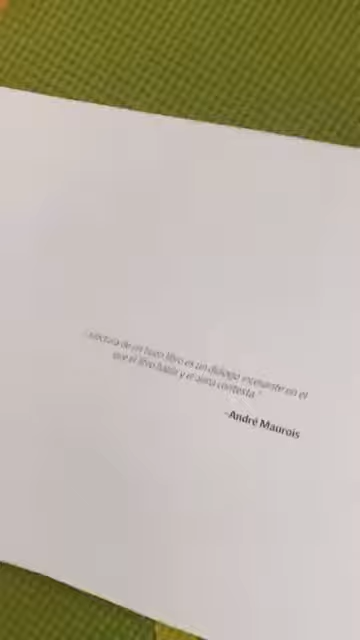 lectura de un buen libro es un diálogo incesante en el
que el libro habla y el alma contesta."
-André Maurois